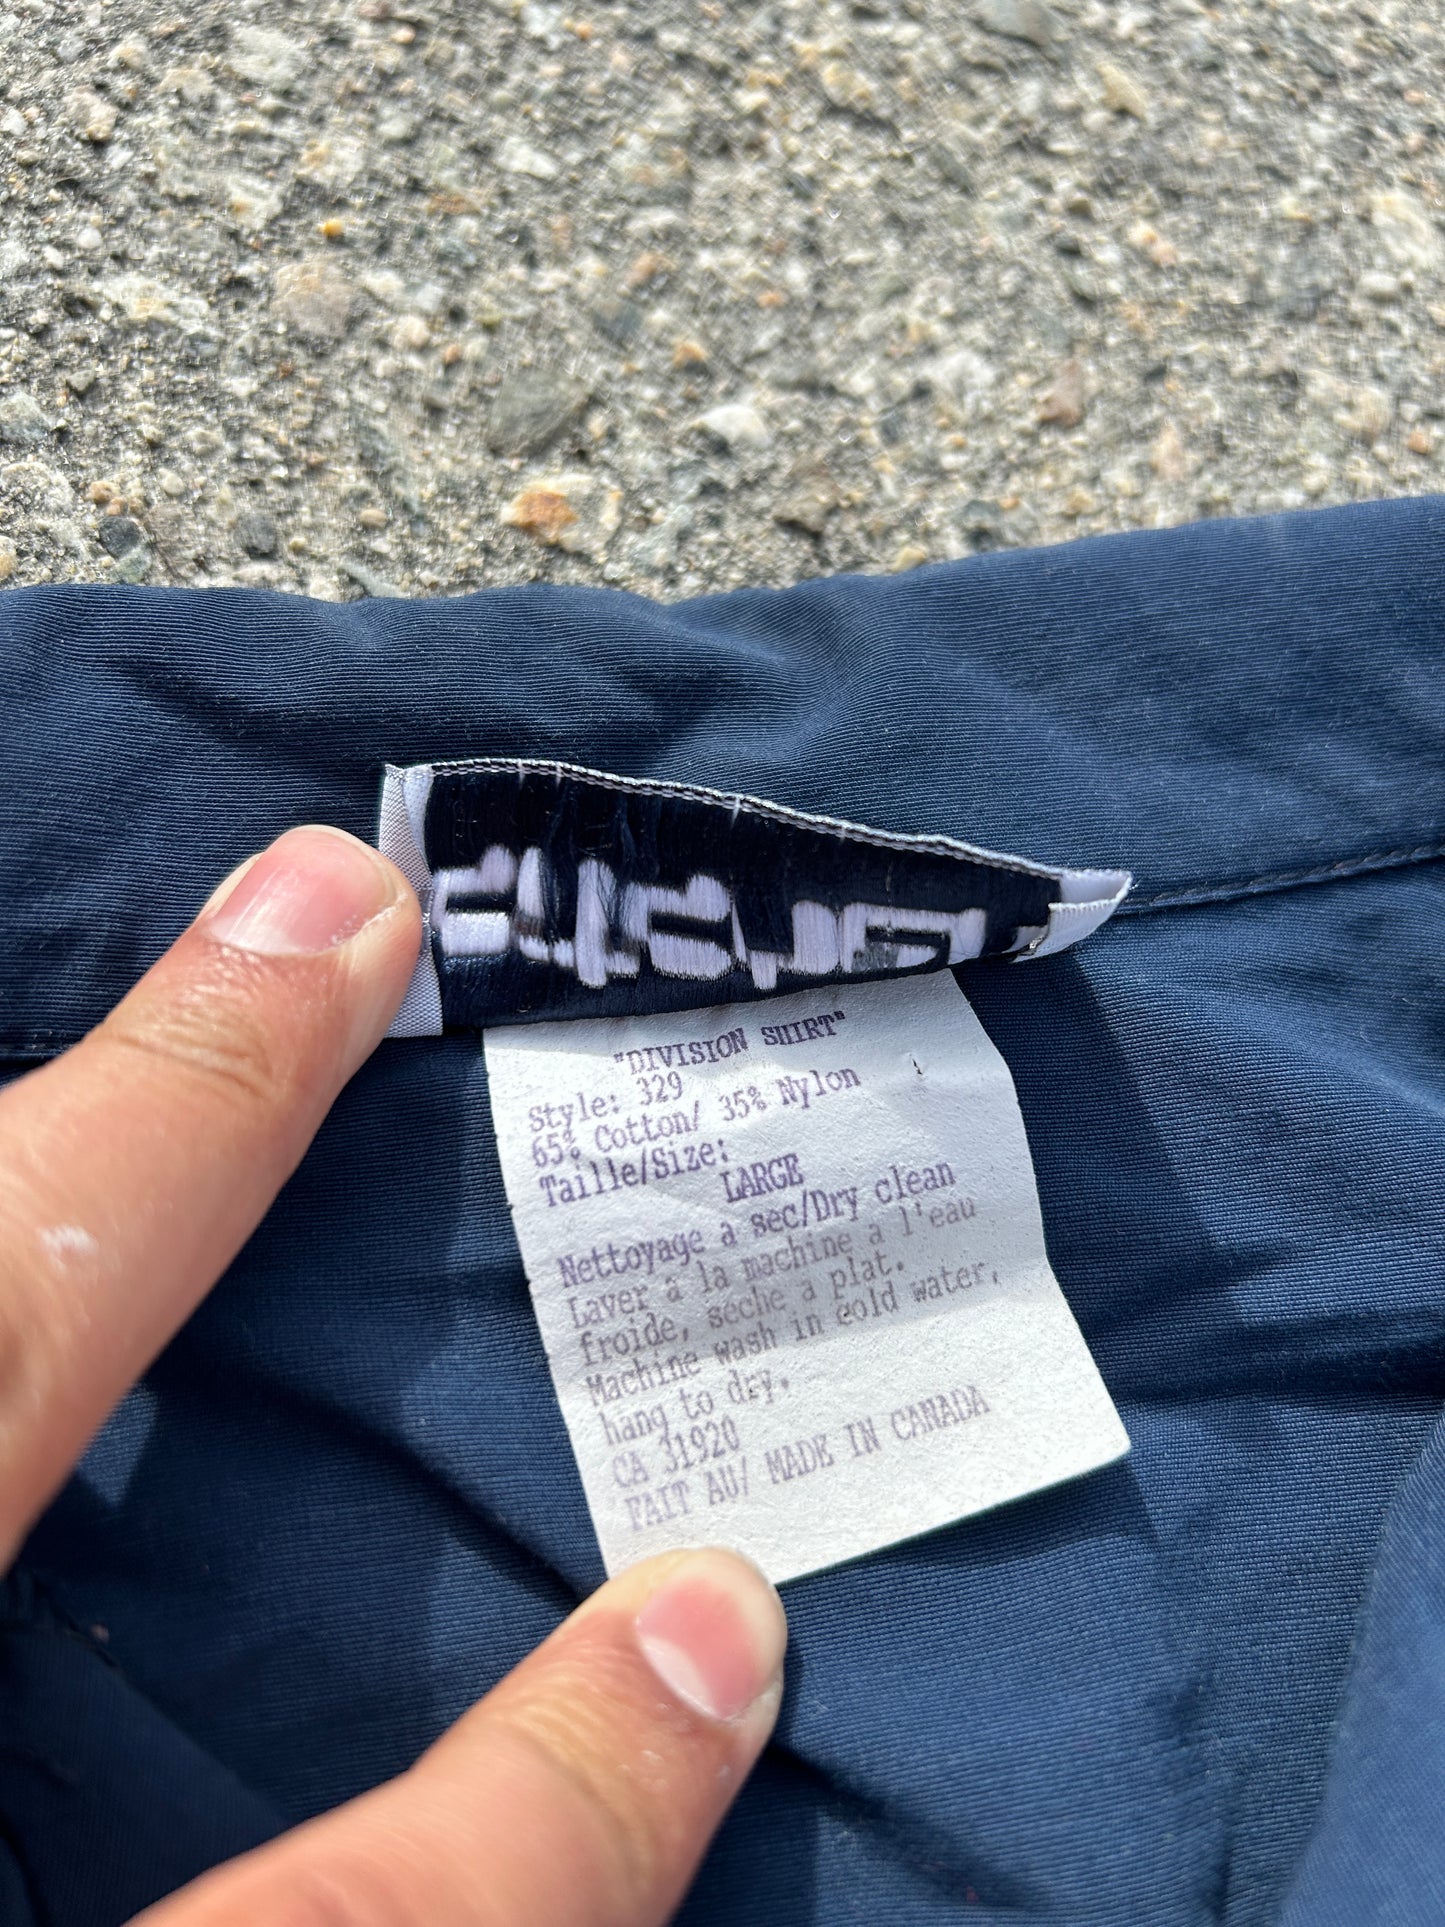 "DIVISION SHIRT"
Style: 329
65% Cotton/ 35% Nylon
Taille/Size:
LARGE
Nettoyage a sec/Dry clean
Laver à la machine a l'eau
froide, seche a plat.
Machine wash in cold water,
hang to dry.
CA 31920
FAIT AU/ MADE IN CANADA